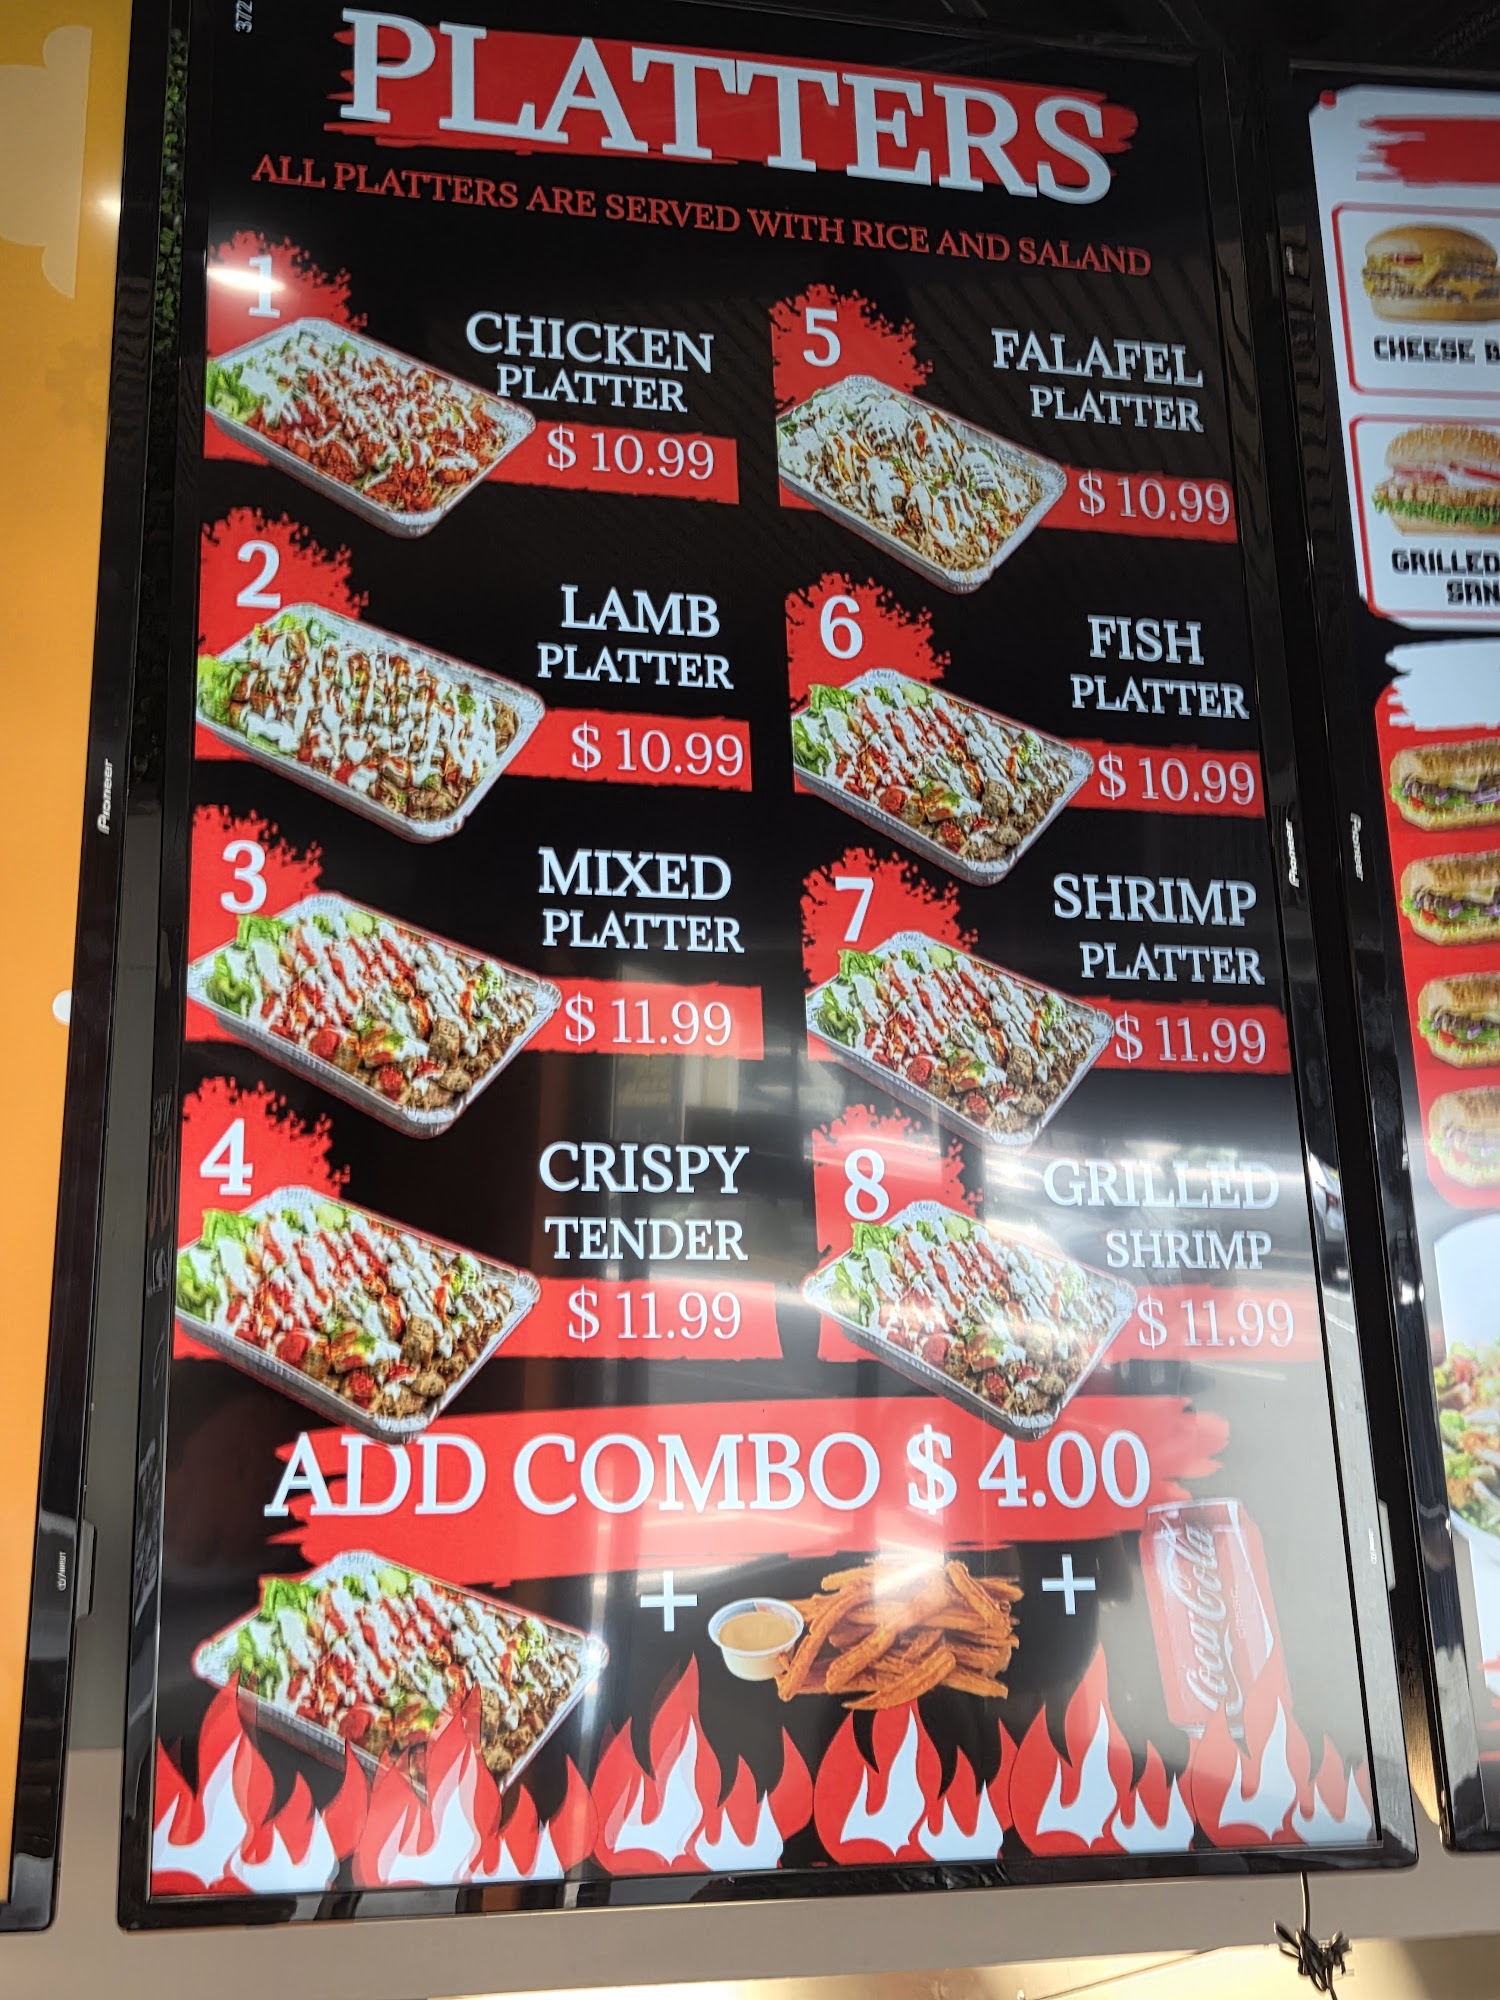 372
PLATTERS
ALL PLATTERS ARE SERVED WITH RICE AND SALAND
1
CHICKEN
PLATTER
$ 10.99
2
LAMB
PLATTER
$ 10.99
3
MIXED
PLATTER
$ 11.99
4
CRISPY
TENDER
$ 11.99
5
FALAFEL
PLATTER
$ 10.99
6
FISH
PLATTER
$ 10.99
7
SHRIMP
PLATTER
$ 11.99
8
GRILLED
SHRIMP
$ 11.99
ADD COMBO $ 4.00
+
+
Coca-Cola
CLASSIC
Pioneer
Pioneer
Pioneer
CHEESE
GRILLED